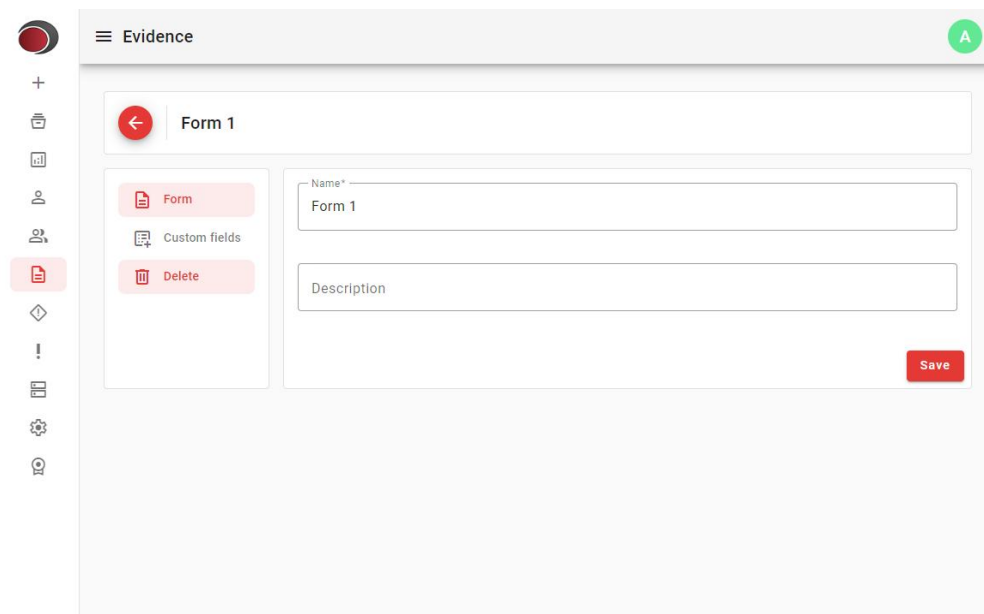 Evidence
A
Form 1
Form
Custom fields
Delete
Name*
Form 1
Description
Save